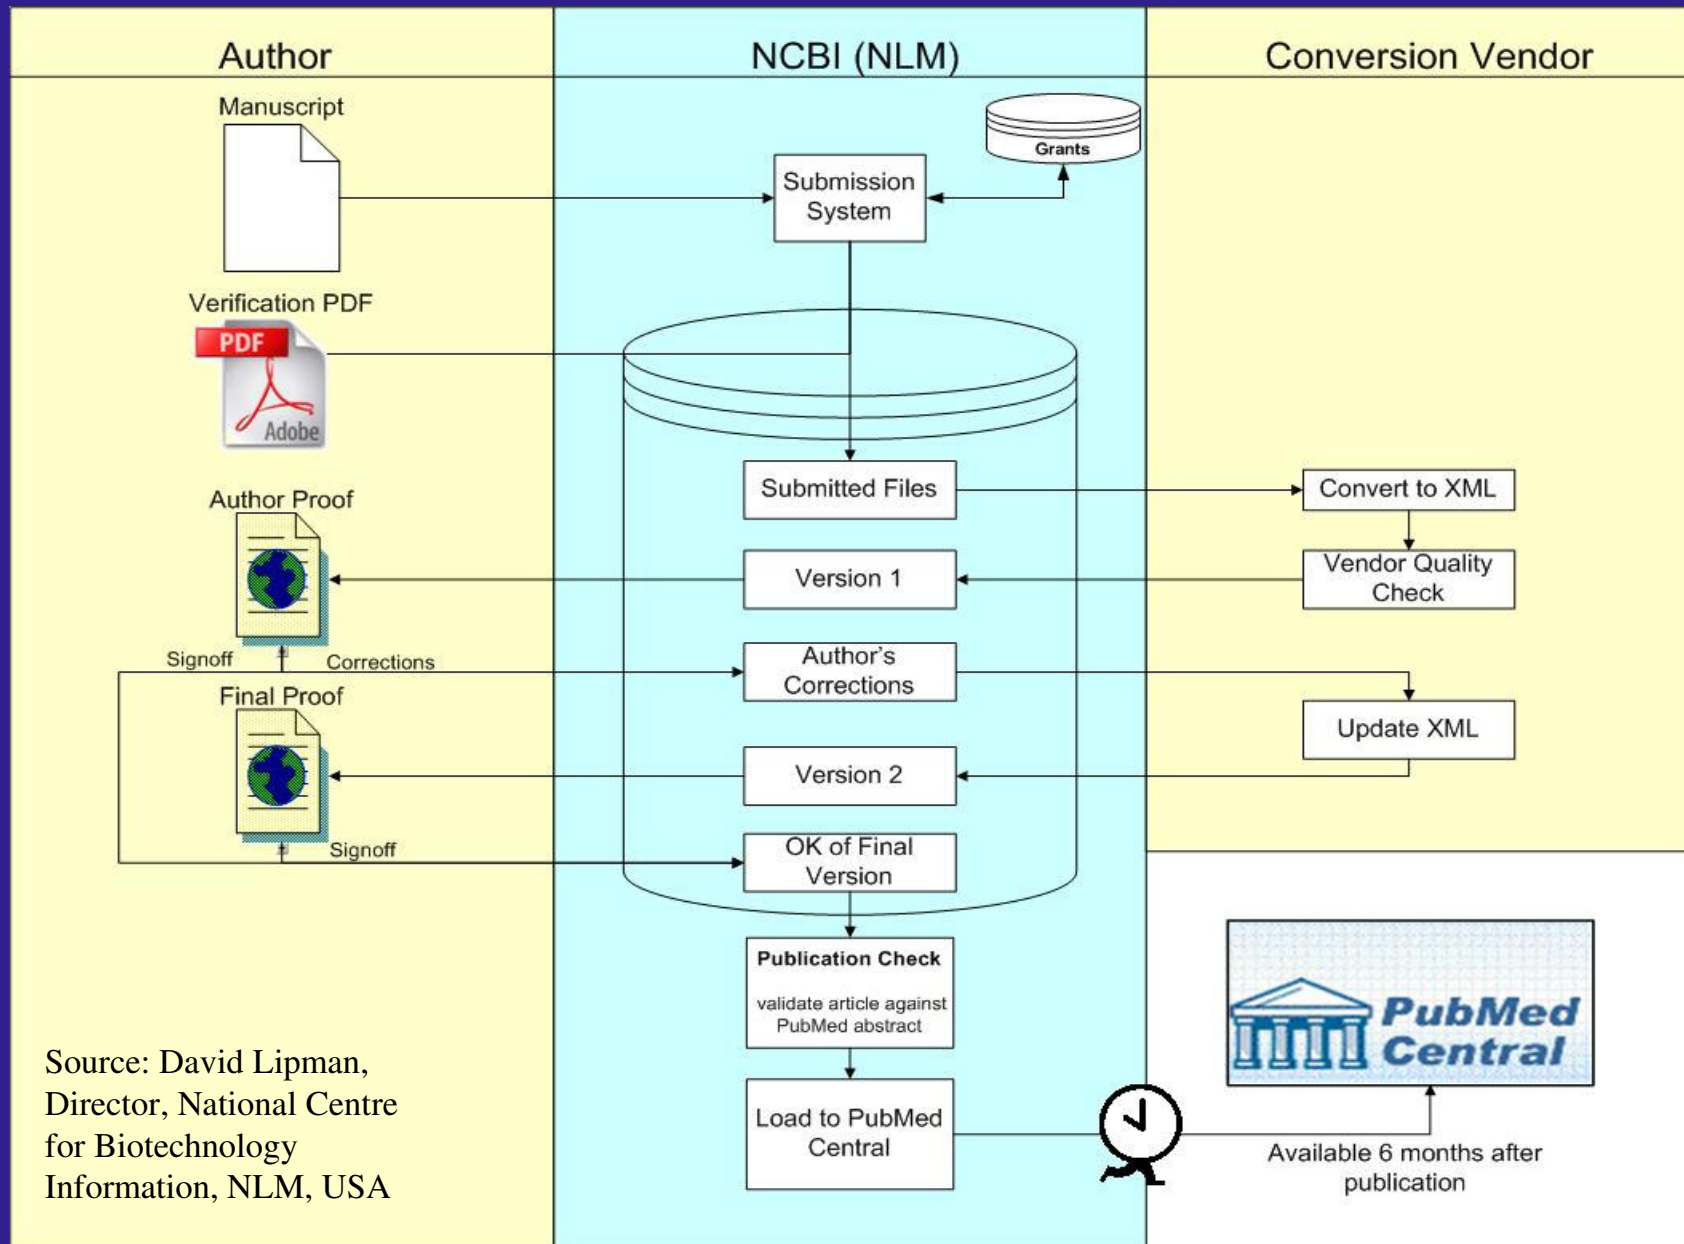 Author
NCBI (NLM)
Conversion Vendor
Manuscript
Grants
Submission
System
Verification PDF
PDF
Adobe
Submitted Files
Convert to XML
Author Proof
Version 1
Vendor Quality
Check
Signoff
Corrections
Author's
Corrections
Final Proof
Update XML
Version 2
Signoff
OK of Final
Version
Publication Check
validate article against
PubMed abstract
PubMed
Central
Load to PubMed
Central
Available 6 months after
publication
Source: David Lipman,
Director, National Centre
for Biotechnology
Information, NLM, USA